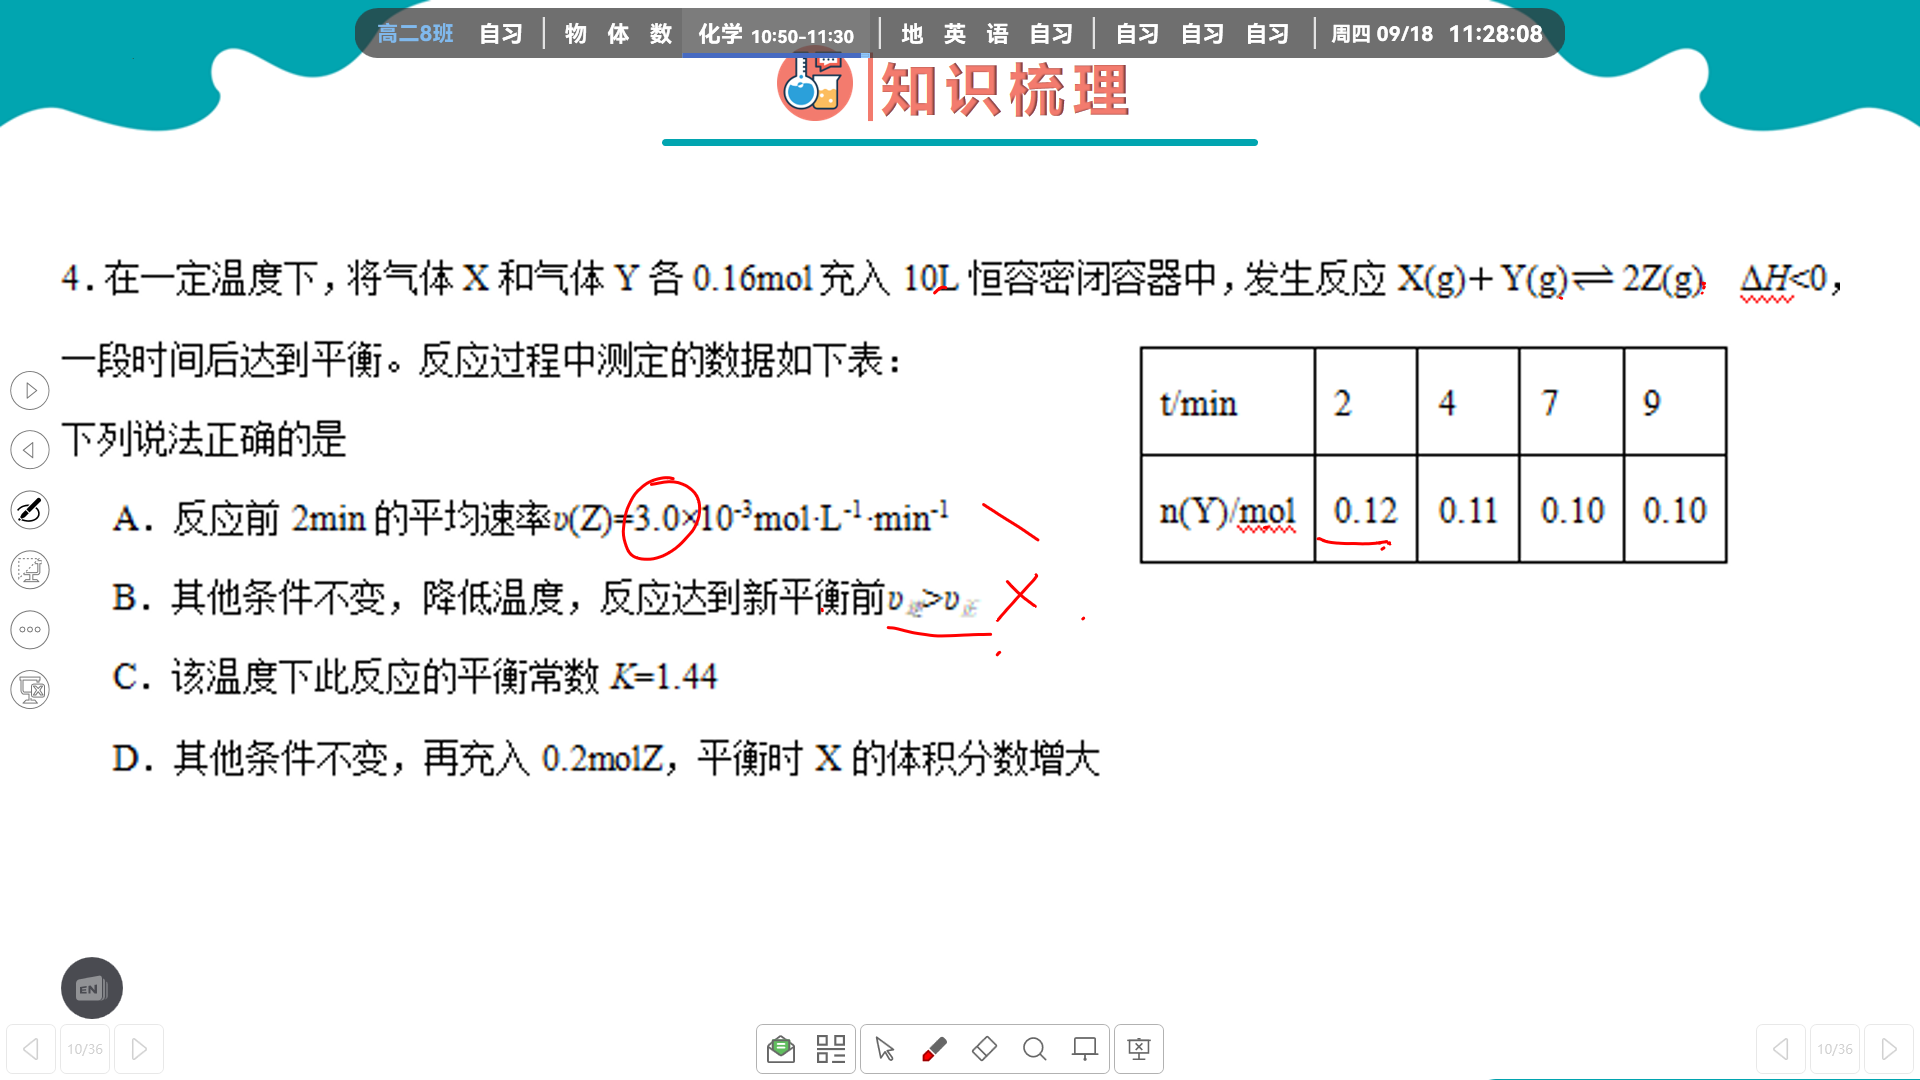 高二8班 自习 物 体 数 化学 10:50-11:30 地 英 语 自习 自习 自习 自习 周四 09/18 11:28:08
知识梳理
4. 在一定温度下,将气体 X 和气体 Y 各 0.16mol 充入 10L 恒容密闭容器中,发生反应 X(g)+ Y(g)⇌ 2Z(g) ΔH<0,
一段时间后达到平衡。反应过程中测定的数据如下表:
t/min 2 4 7 9
n(Y)/mol 0.12 0.11 0.10 0.10
下列说法正确的是
A. 反应前 2min 的平均速率υ(Z)=3.0×10⁻³mol·L⁻¹·min⁻¹
B. 其他条件不变,降低温度,反应达到新平衡前υ逆>υ正
C. 该温度下此反应的平衡常数 K=1.44
D. 其他条件不变,再充入 0.2molZ,平衡时 X 的体积分数增大
EN
10/36
10/36